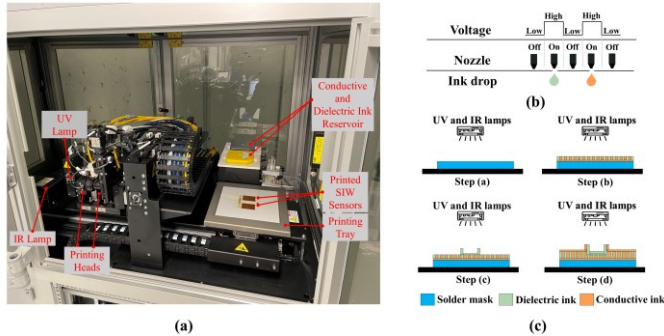 UV
Lamp
Conductive
and
Dielectric Ink
Reservoir
Printed
SIW
Sensors
Printing
Tray
IR Lamp
Printing
Heads
(a)
Voltage
Low
High
Low
High
Low
Nozzle
Off
On
Off
On
Off
Ink drop
(b)
UV and IR lamps
UV and IR lamps
Step (a)
Step (b)
UV and IR lamps
UV and IR lamps
Step (c)
Step (d)
Solder mask
Dielectric ink
Conductive ink
(c)